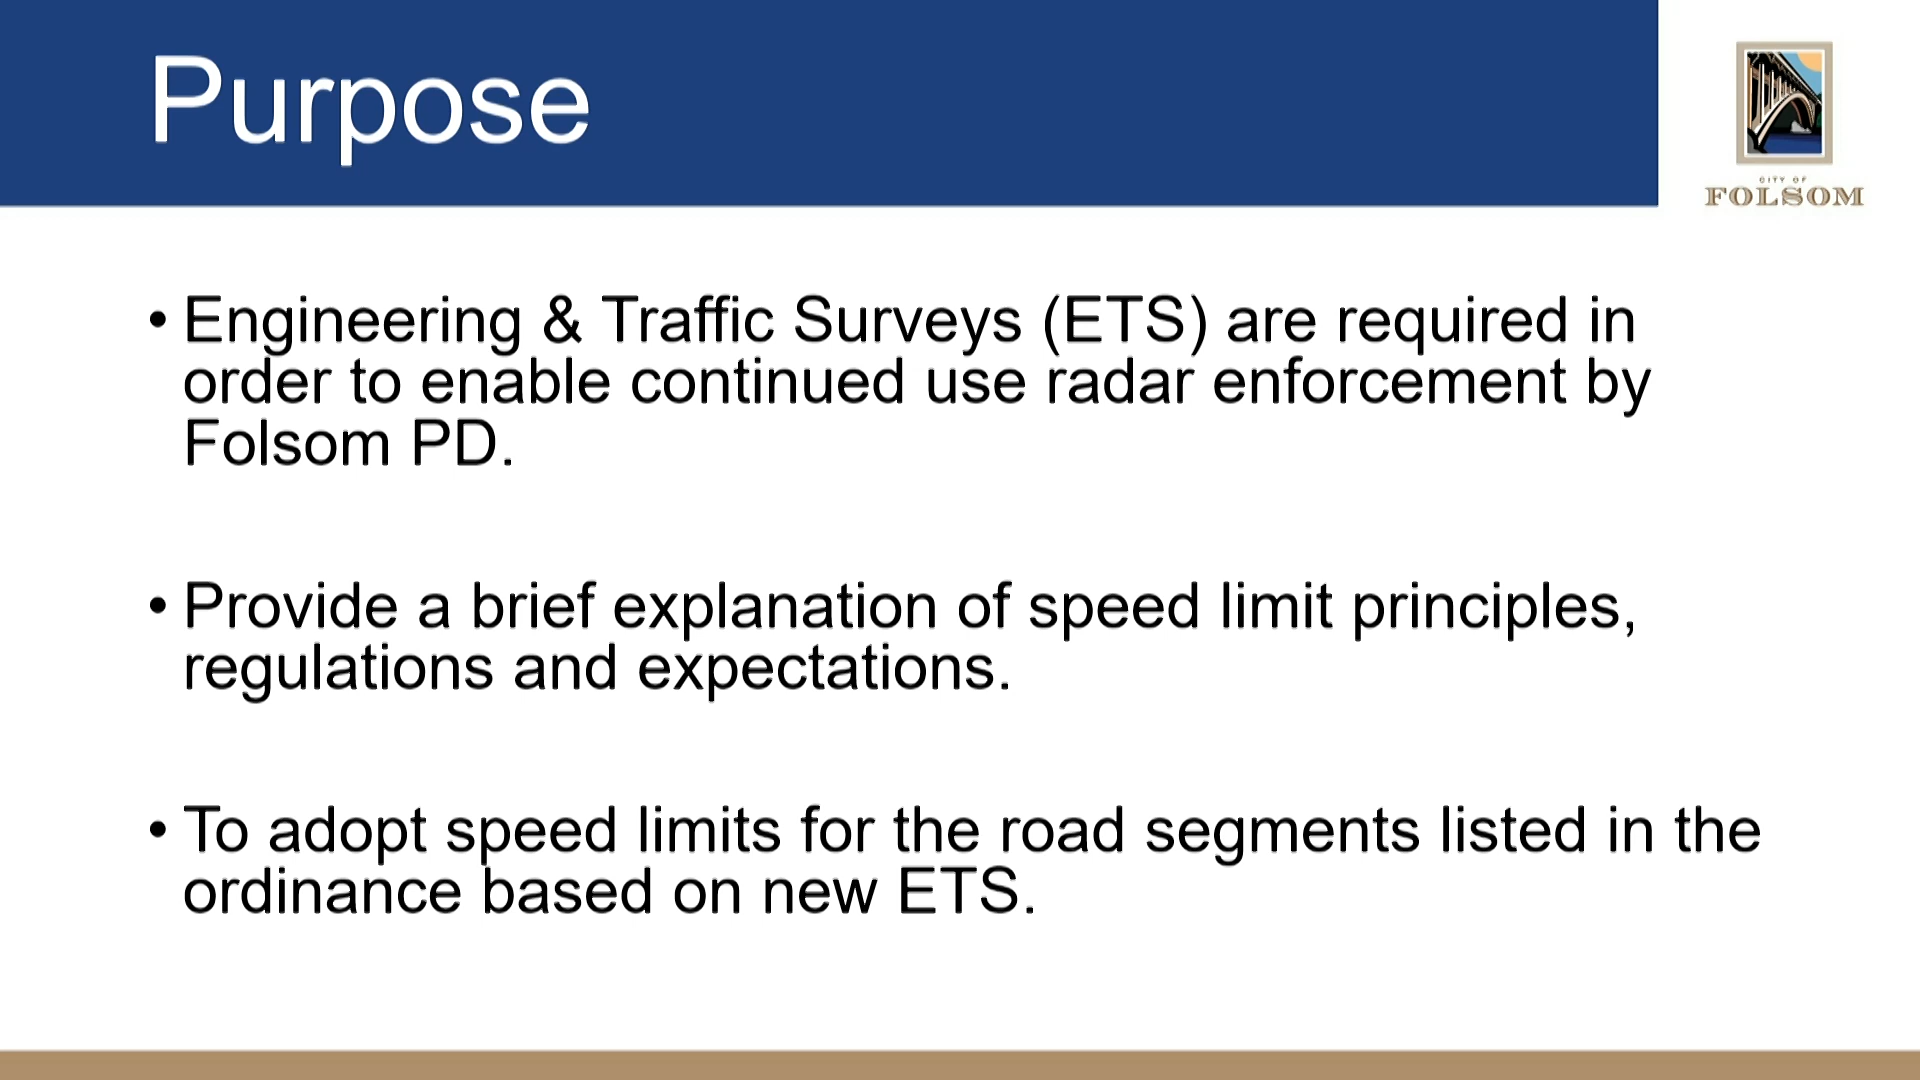 Purpose
CITY OF
FOLSOM
• Engineering & Traffic Surveys (ETS) are required in
order to enable continued use radar enforcement by
Folsom PD.
• Provide a brief explanation of speed limit principles,
regulations and expectations.
• To adopt speed limits for the road segments listed in the
ordinance based on new ETS.